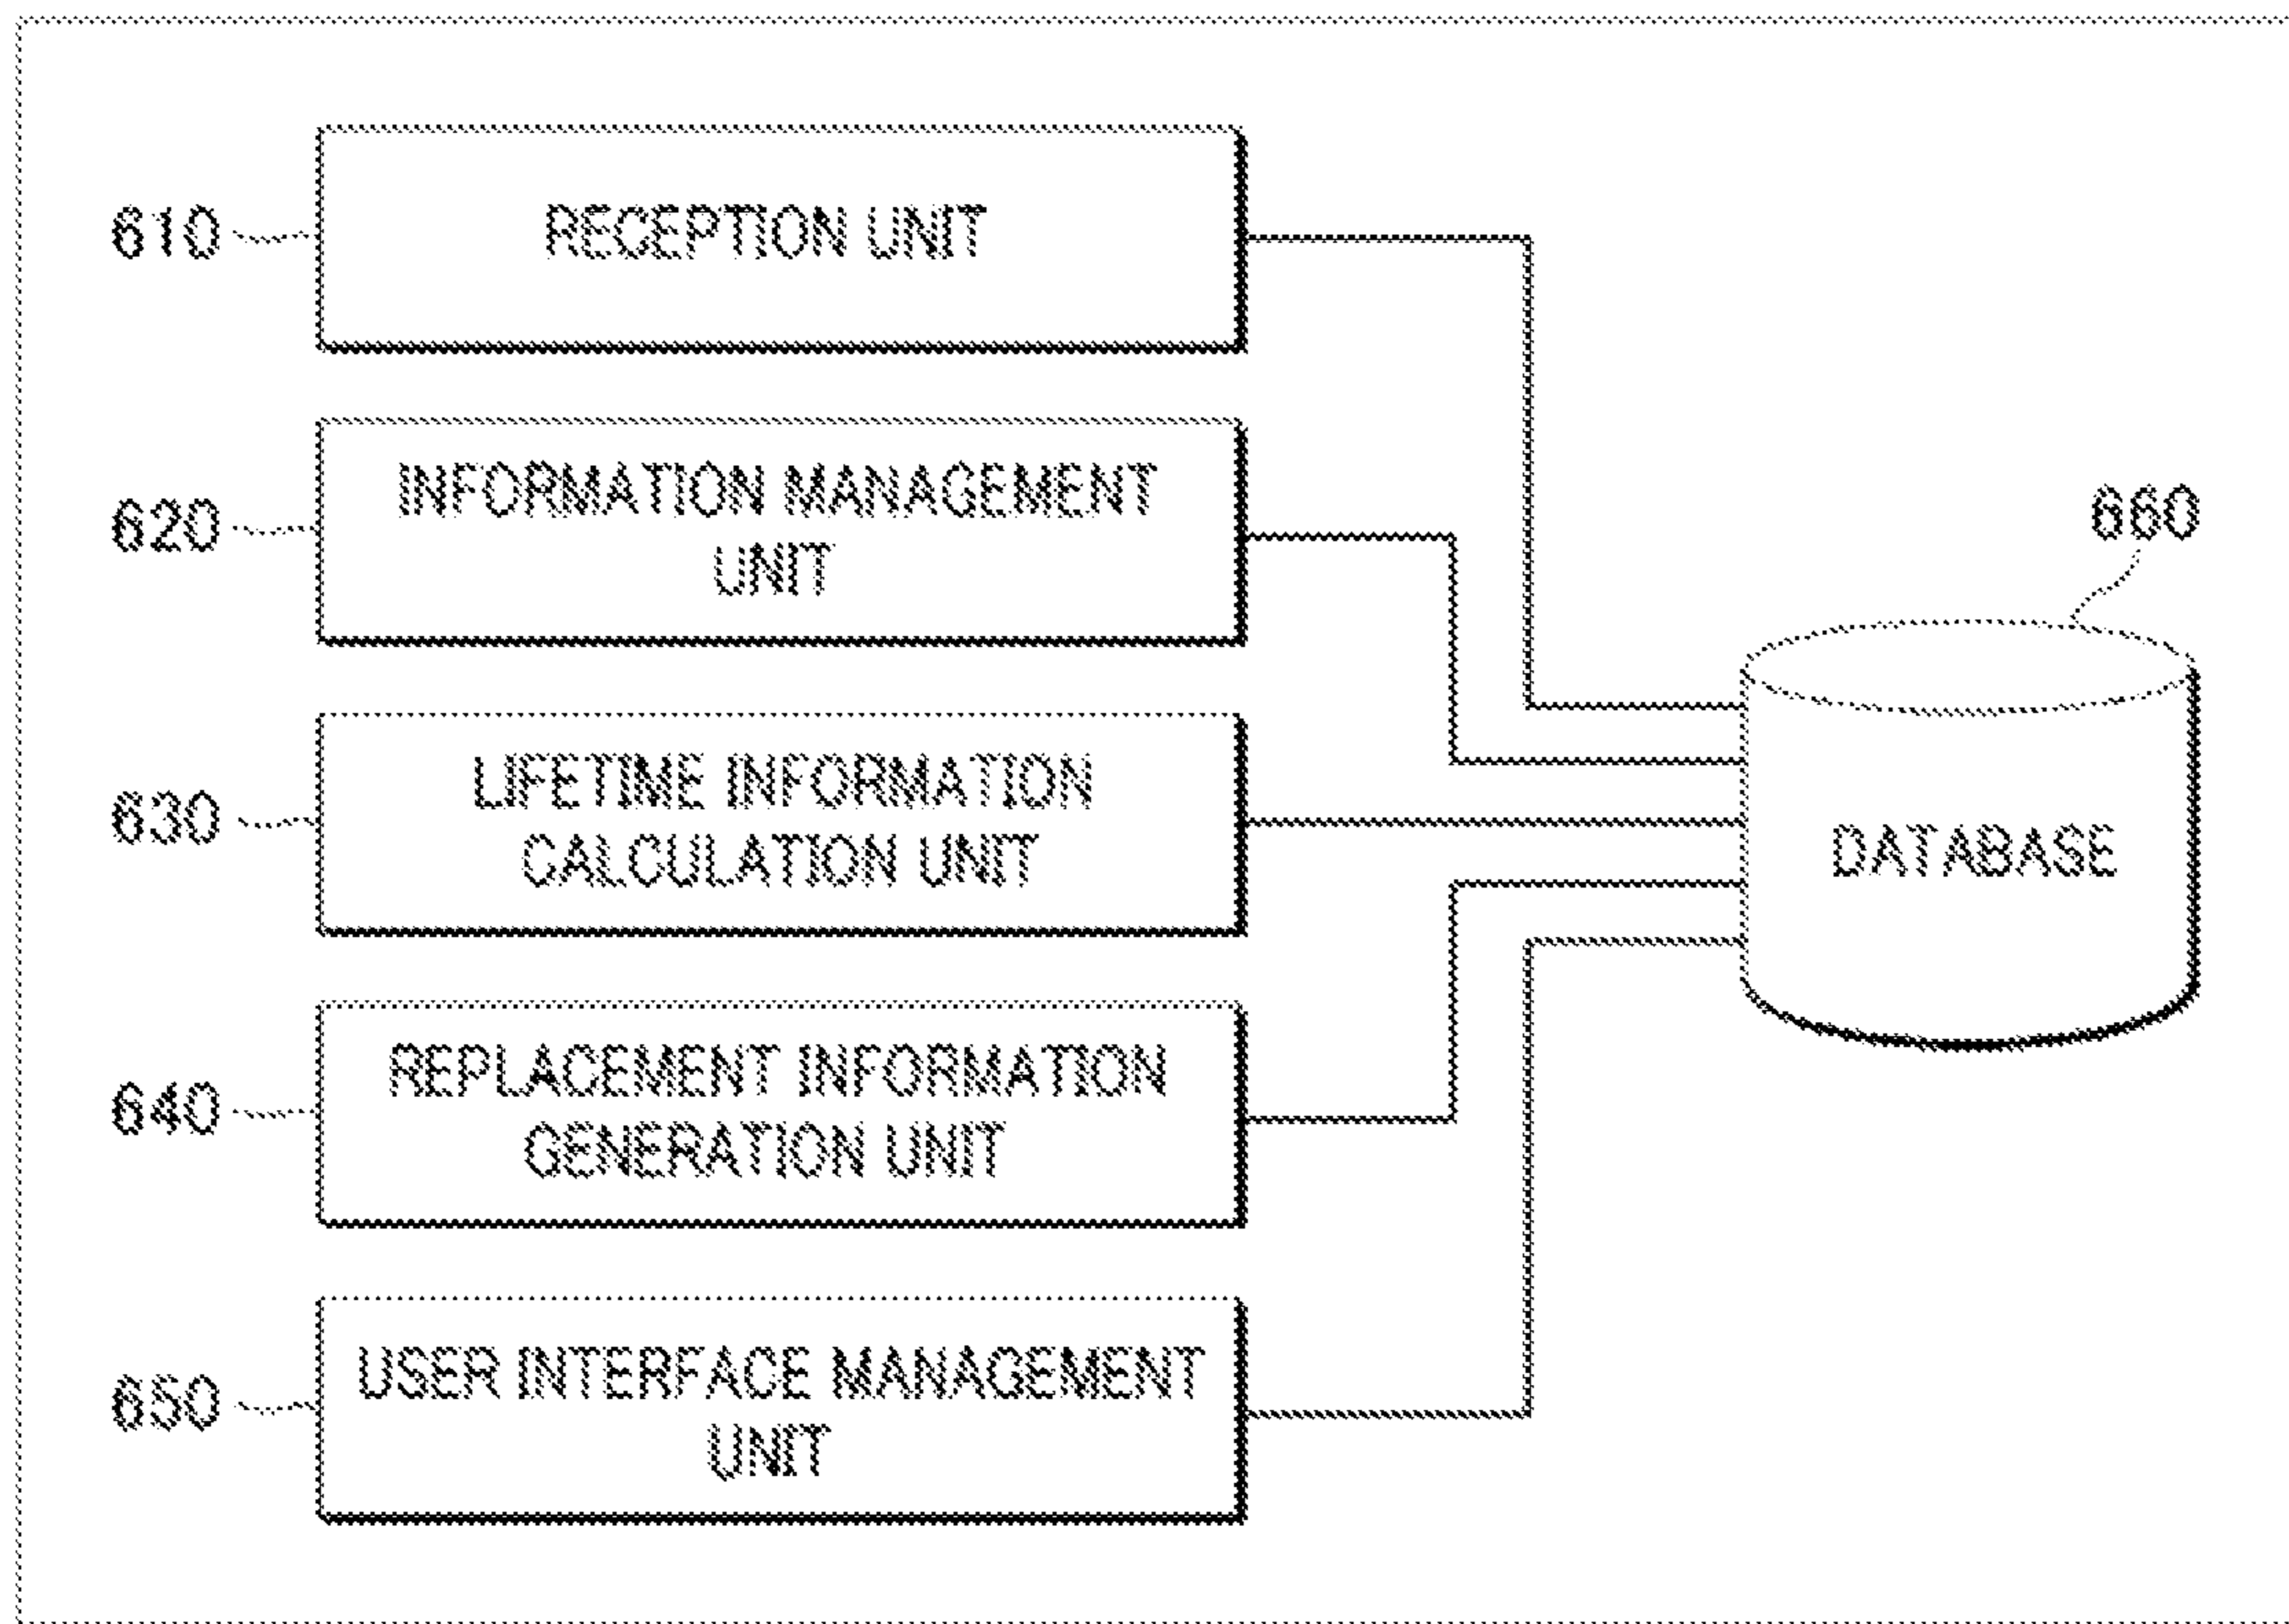 610
RECEPTION UNIT
620
INFORMATION MANAGEMENT
UNIT
660
630
LIFETIME INFORMATION
CALCULATION UNIT
DATABASE
640
REPLACEMENT INFORMATION
GENERATION UNIT
650
USER INTERFACE MANAGEMENT
UNIT